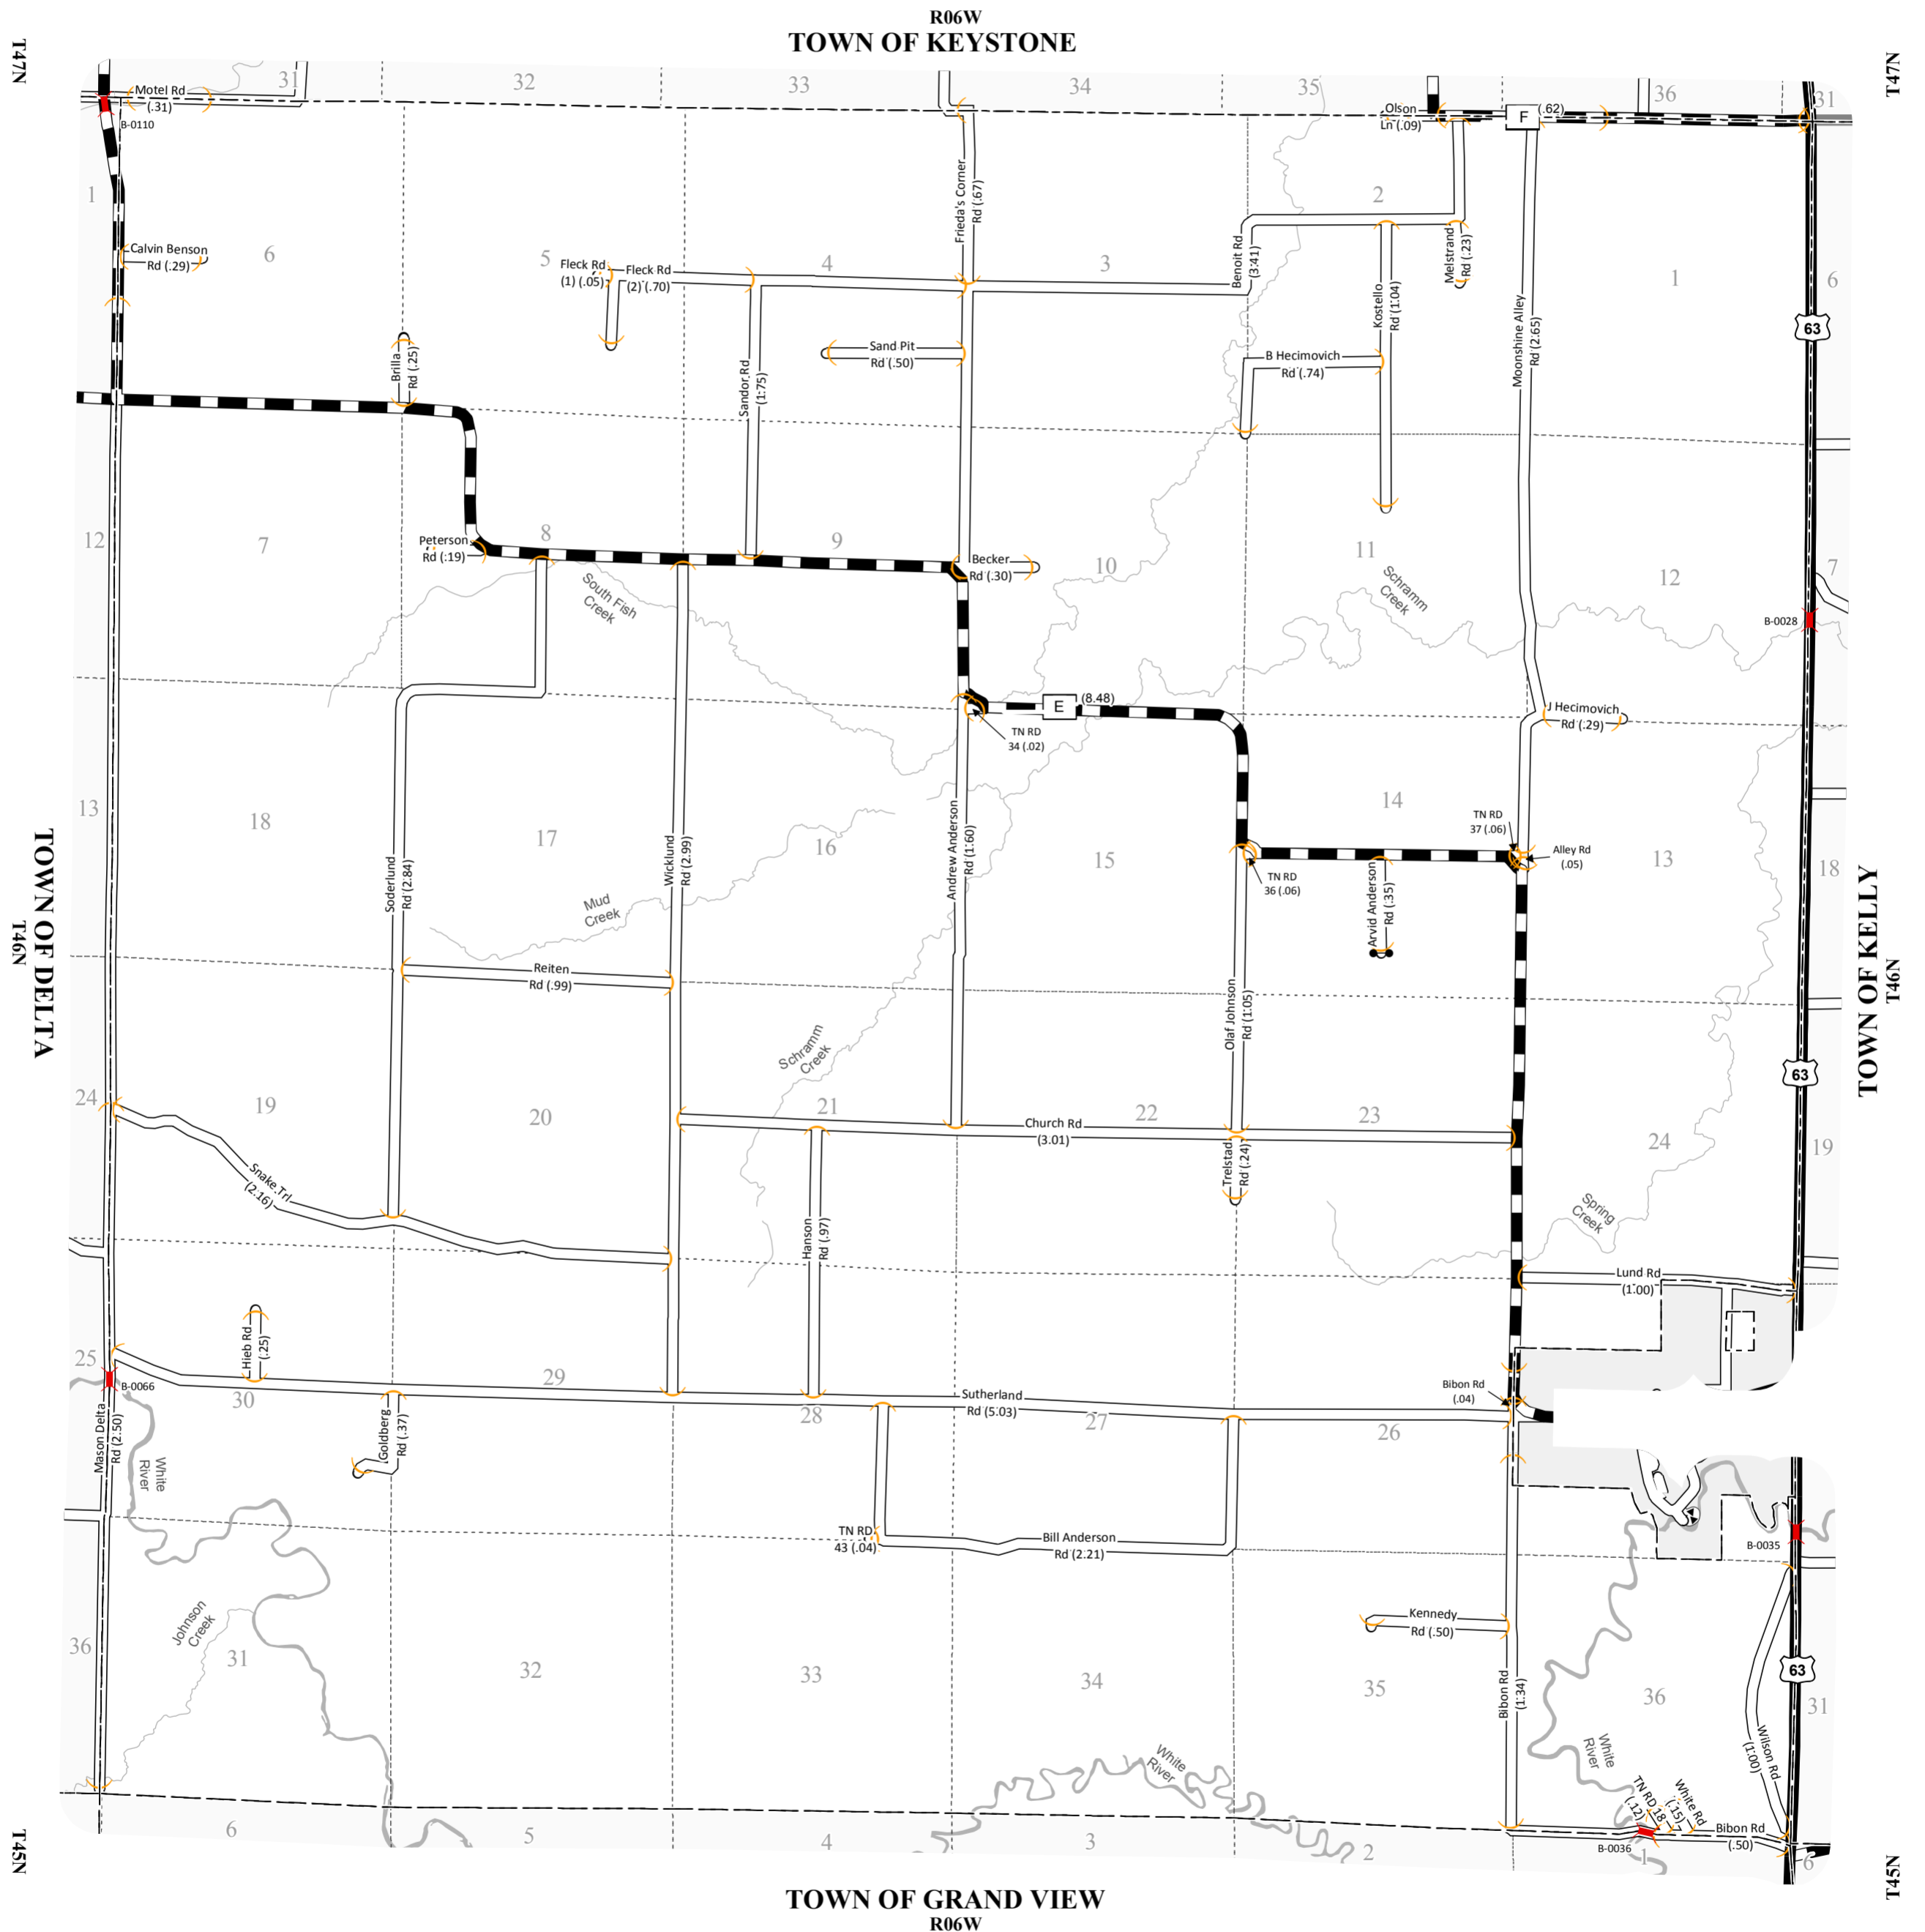 R06W
TOWN OF KEYSTONE
T47N
T47N
31
32
33
34
35
36
31
Motel Rd
(.31)
B-0110
Olson
Ln (.09)
F
(.62)
1
6
5
4
3
2
1
6
Calvin Benson
Rd (.29)
Fleck Rd
(1) (.05)
Fleck Rd
(2) (.70)
Frieda's Corner
Rd (.67)
Benoit Rd
(3.41)
Melstrand
Rd (.23)
Kostello
Rd (1.04)
Moonshine Alley
Rd (2.65)
63
Brilla
Rd (.25)
Sand Pit
Rd (.50)
Sandor Rd
(1.75)
B Hecimovich
Rd (.74)
12
7
8
9
10
11
12
7
Peterson
Rd (.19)
Becker
Rd (.30)
South Fish
Creek
Schramm
Creek
B-0028
E
(8.48)
TN RD
34 (.02)
J Hecimovich
Rd (.29)
13
18
17
16
15
14
13
18
TN RD
37 (.06)
Alley Rd
(.05)
TN RD
36 (.06)
Soderlund
Rd (2.84)
Wicklund
Rd (2.99)
Andrew Anderson
Rd (1.60)
Arvid Anderson
Rd (.35)
Mud
Creek
TOWN OF DELTA
T46N
TOWN OF KELLY
T46N
Reiten
Rd (.99)
Olaf Johnson
Rd (1.05)
Schramm
Creek
63
24
19
20
21
22
23
24
19
Church Rd
(3.01)
Snake Trl
(2.16)
Trelstad
Rd (.24)
Hanson
Rd (.97)
Spring
Creek
Lund Rd
(1.00)
25
30
29
28
27
26
Hieb Rd
(.25)
B-0066
Sutherland
Rd (5.03)
Bibon Rd
(.04)
Mason Delta
Rd (2.50)
Goldberg
Rd (.37)
White
River
TN RD
43 (.04)
Bill Anderson
Rd (2.21)
B-0035
Johnson
Creek
Kennedy
Rd (.50)
36
31
32
33
34
35
36
31
63
Bibon Rd
(1.34)
Wilson Rd
(1.00)
White
River
White
River
TN RD 18
(.12)
White Rd
(.15)
Bibon Rd
(.50)
B-0036
6
5
4
3
2
1
6
T45N
T45N
TOWN OF GRAND VIEW
R06W